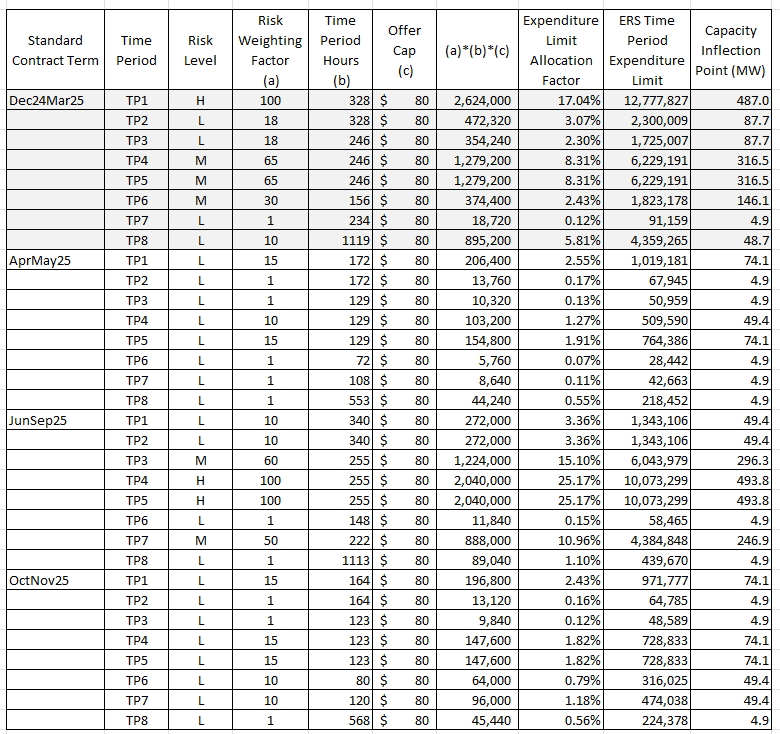 Standard Contract Term | Time Period | Risk Level | Risk Weighting Factor (a) | Time Period Hours (b) | Offer Cap (c) | (a)*(b)*(c) | Expenditure Limit Allocation Factor | ERS Time Period Expenditure Limit | Capacity Inflection Point (MW)
Dec24Mar25 TP1 H 100 328 $ 80 2,624,000 17.04% 12,777,827 487.0
TP2 L 18 328 $ 80 472,320 3.07% 2,300,009 87.7
TP3 L 18 246 $ 80 354,240 2.30% 1,725,007 87.7
TP4 M 65 246 $ 80 1,279,200 8.31% 6,229,191 316.5
TP5 M 65 246 $ 80 1,279,200 8.31% 6,229,191 316.5
TP6 M 30 156 $ 80 374,400 2.43% 1,823,178 146.1
TP7 L 1 234 $ 80 18,720 0.12% 91,159 4.9
TP8 L 10 1119 $ 80 895,200 5.81% 4,359,265 48.7
AprMay25 TP1 L 15 172 $ 80 206,400 2.55% 1,019,181 74.1
TP2 L 1 172 $ 80 13,760 0.17% 67,945 4.9
TP3 L 1 129 $ 80 10,320 0.13% 50,959 4.9
TP4 L 10 129 $ 80 103,200 1.27% 509,590 49.4
TP5 L 15 129 $ 80 154,800 1.91% 764,386 74.1
TP6 L 1 72 $ 80 5,760 0.07% 28,442 4.9
TP7 L 1 108 $ 80 8,640 0.11% 42,663 4.9
TP8 L 1 553 $ 80 44,240 0.55% 218,452 4.9
JunSep25 TP1 L 10 340 $ 80 272,000 3.36% 1,343,106 49.4
TP2 L 10 340 $ 80 272,000 3.36% 1,343,106 49.4
TP3 M 60 255 $ 80 1,224,000 15.10% 6,043,979 296.3
TP4 H 100 255 $ 80 2,040,000 25.17% 10,073,299 493.8
TP5 H 100 255 $ 80 2,040,000 25.17% 10,073,299 493.8
TP6 L 1 148 $ 80 11,840 0.15% 58,465 4.9
TP7 M 50 222 $ 80 888,000 10.96% 4,384,848 246.9
TP8 L 1 1113 $ 80 89,040 1.10% 439,670 4.9
OctNov25 TP1 L 15 164 $ 80 196,800 2.43% 971,777 74.1
TP2 L 1 164 $ 80 13,120 0.16% 64,785 4.9
TP3 L 1 123 $ 80 9,840 0.12% 48,589 4.9
TP4 L 15 123 $ 80 147,600 1.82% 728,833 74.1
TP5 L 15 123 $ 80 147,600 1.82% 728,833 74.1
TP6 L 10 80 $ 80 64,000 0.79% 316,025 49.4
TP7 L 10 120 $ 80 96,000 1.18% 474,038 49.4
TP8 L 1 568 $ 80 45,440 0.56% 224,378 4.9